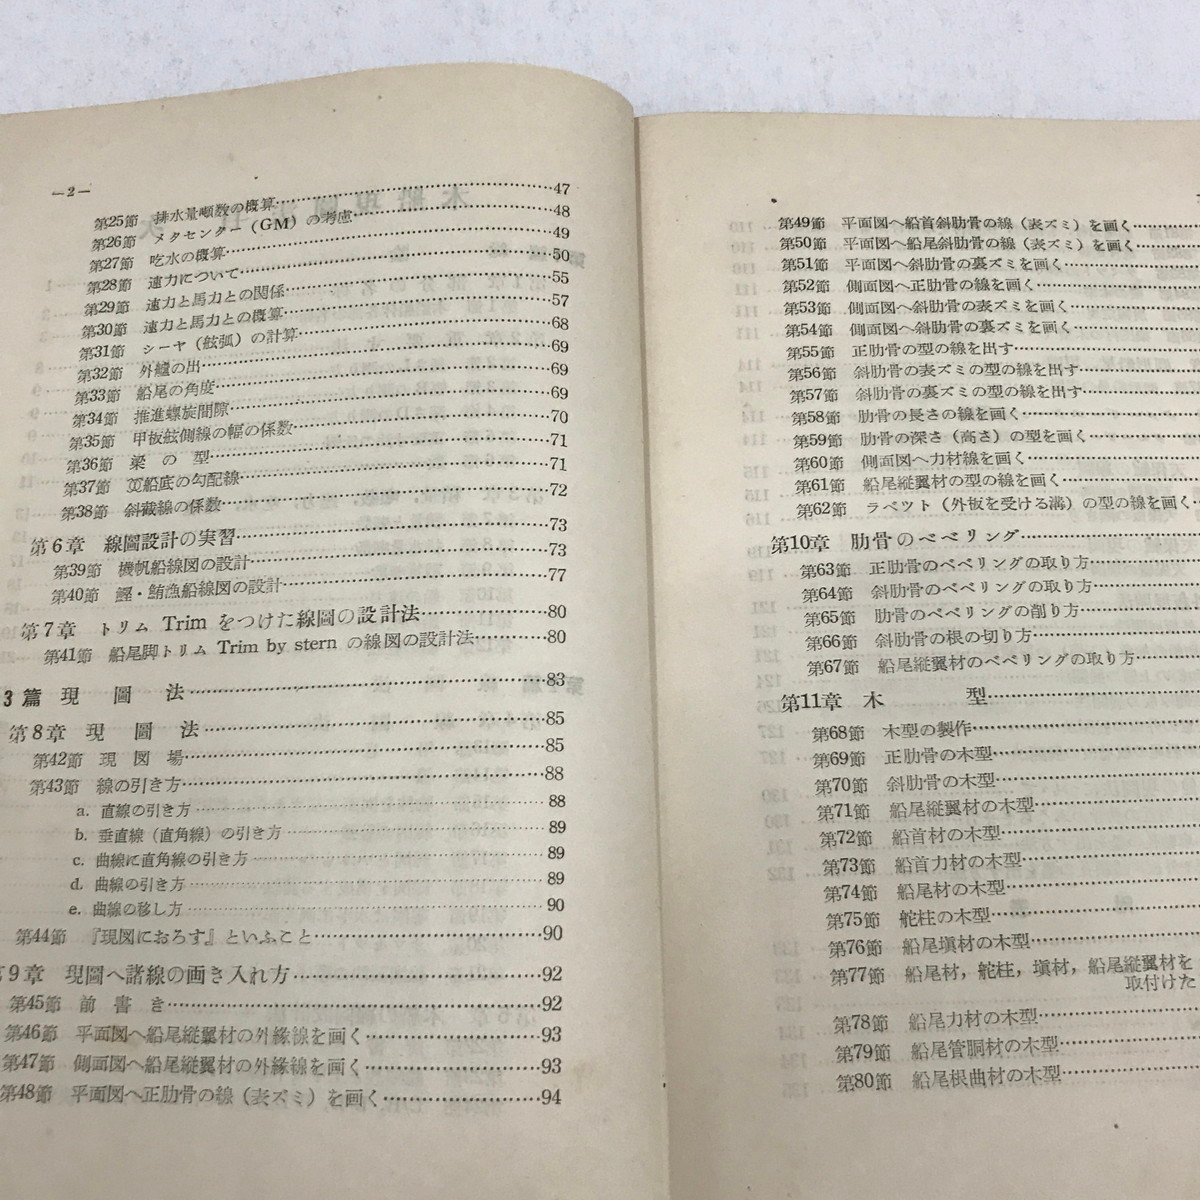 —2—
第25節 排水量噸数の概算……47
第26節 メタセンター(GM)の考慮……48
第27節 吃水の概算……49
第28節 速力について……50
第29節 速力と馬力との関係……55
第30節 速力と馬力との概算……57
第31節 シーヤ(舷弧)の計算……68
第32節 外艫の出……69
第33節 船尾の角度……69
第34節 推進螺旋間隙……69
第35節 甲板舷側線の幅の係数……70
第36節 梁の型……71
第37節 船底の勾配線……71
第38節 斜截線の係数……72
第6章 線圖設計の実習……73
第39節 機帆船線図の設計……73
第40節 鰹・鮪漁船線図の設計……77
第7章 トリム Trim をつけた線圖の設計法……80
第41節 船尾脚トリム Trim by stern の線図の設計法……80
3篇 現圖法……83
第8章 現圖法……85
第42節 現図場……85
第43節 線の引き方……88
a. 直線の引き方……88
b. 垂直線(直角線)の引き方……89
c. 曲線に直角線の引き方……89
d. 曲線の引き方……89
e. 曲線の移し方……90
第44節 『現図におろす』といふこと……90
第9章 現圖へ諸線の画き入れ方……92
第45節 前書き……92
第46節 平面図へ船尾縦翼材の外縁線を画く……93
第47節 側面図へ船尾縦翼材の外縁線を画く……93
第48節 平面図へ正肋骨の線(表ズミ)を画く……94
第49節 平面図へ船首斜肋骨の線(表ズミ)を画く……
第50節 平面図へ船尾斜肋骨の線(表ズミ)を画く……
第51節 平面図へ斜肋骨の裏ズミを画く……
第52節 側面図へ正肋骨の線を画く……
第53節 側面図へ斜肋骨の表ズミを画く……
第54節 側面図へ斜肋骨の裏ズミを画く……
第55節 正肋骨の型の線を出す……
第56節 斜肋骨の表ズミの型の線を出す……
第57節 斜肋骨の裏ズミの型の線を出す……
第58節 肋骨の長さの線を画く……
第59節 肋骨の深さ(高さ)の型を画く……
第60節 側面図へ力材線を画く……
第61節 船尾縦翼材の型の線を画く……
第62節 ラベツト(外板を受ける溝)の型の線を画く……
第10章 肋骨のベベリング……
第63節 正肋骨のベベリングの取り方……
第64節 斜肋骨のベベリングの取り方……
第65節 肋骨のベベリングの削り方……
第66節 斜肋骨の根の切り方……
第67節 船尾縦翼材のベベリングの取り方……
第11章 木型……
第68節 木型の製作……
第69節 正肋骨の木型……
第70節 斜肋骨の木型……
第71節 船尾縦翼材の木型……
第72節 船首材の木型……
第73節 船首力材の木型……
第74節 船尾材の木型……
第75節 舵柱の木型……
第76節 船尾塡材の木型……
第77節 船尾材,舵柱,塡材,船尾縦翼材を
取付けた
第78節 船尾力材の木型……
第79節 船尾管胴材の木型……
第80節 船尾根曲材の木型……